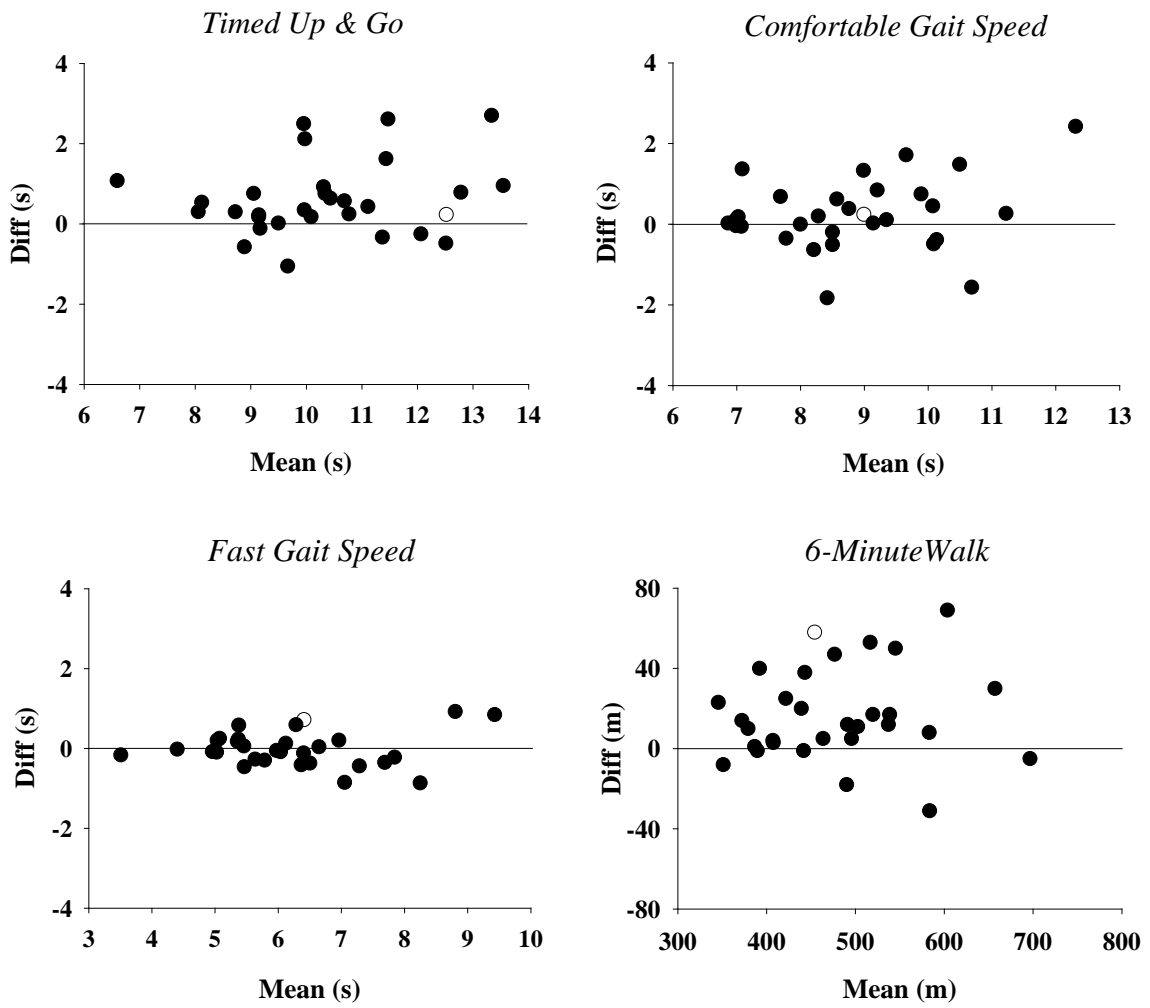 Timed Up & Go
4
2
0
-2
-4
Diff (s)
6 7 8 9 10 11 12 13 14
Mean (s)
Comfortable Gait Speed
4
2
0
-2
-4
Diff (s)
6 7 8 9 10 11 12 13
Mean (s)
Fast Gait Speed
4
2
0
-2
-4
Diff (s)
3 4 5 6 7 8 9 10
Mean (s)
6-MinuteWalk
80
40
0
-40
-80
Diff (m)
300 400 500 600 700 800
Mean (m)